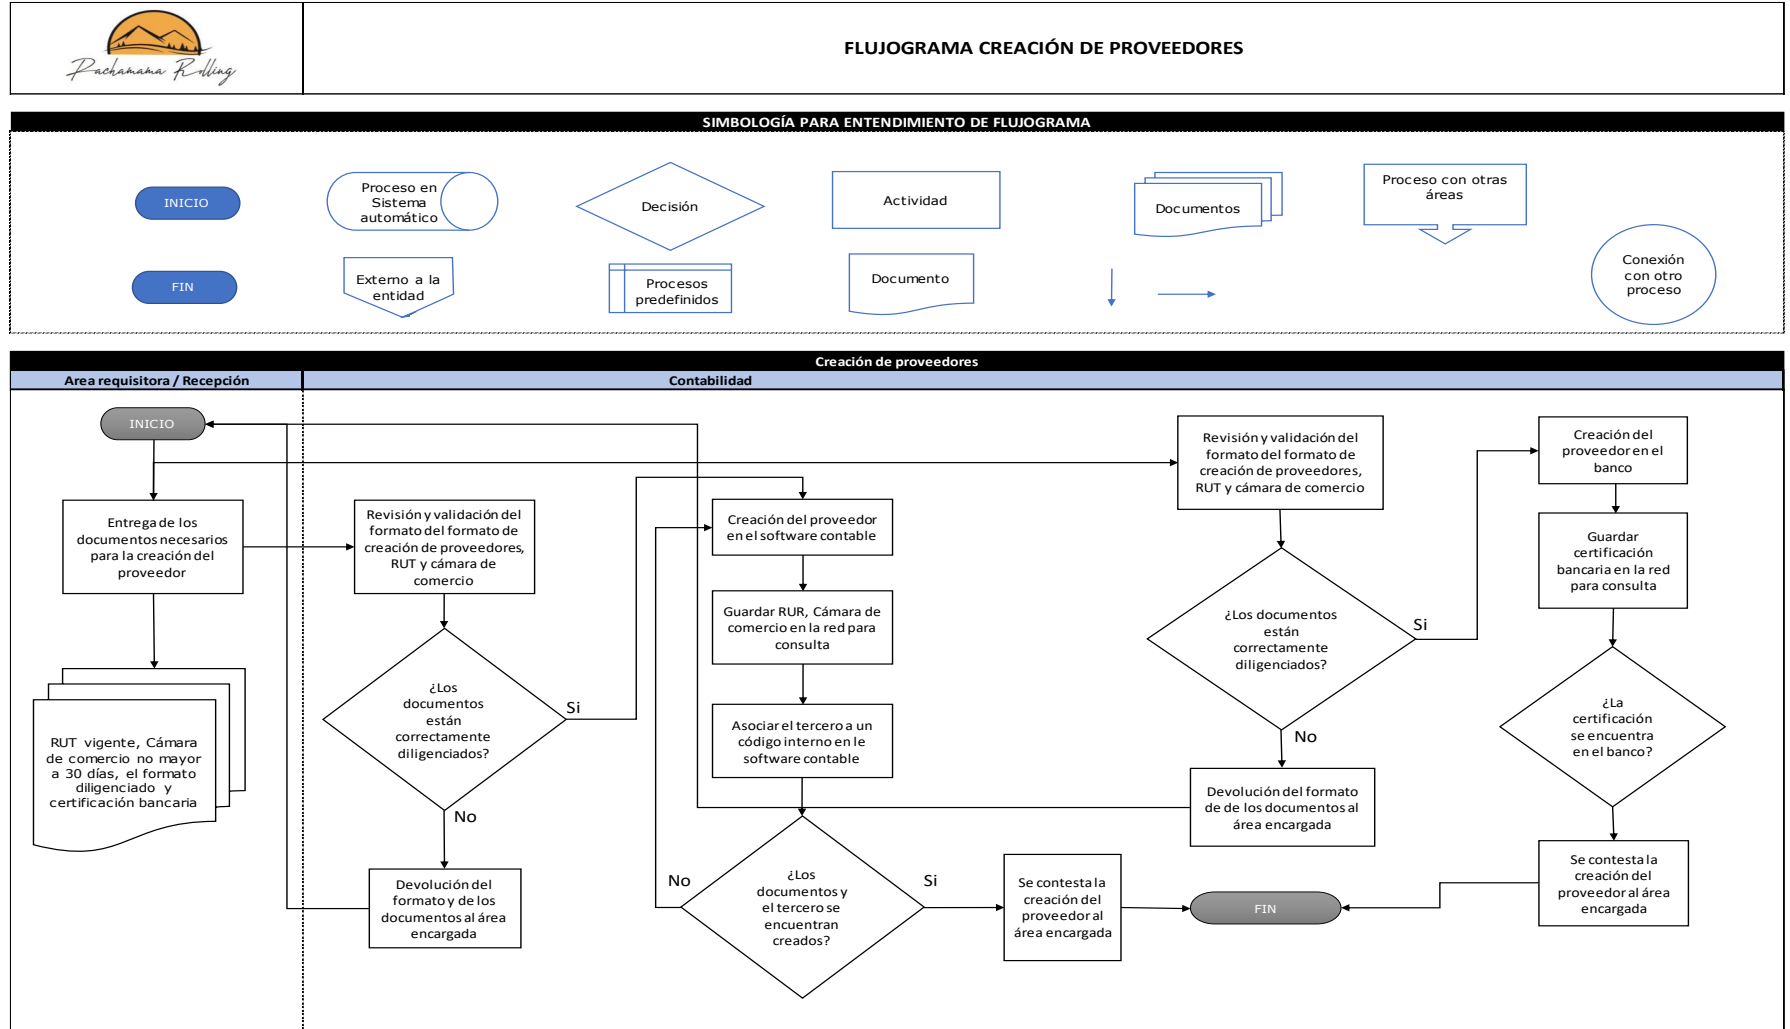 Pachamama Rolling
FLUJOGRAMA CREACIÓN DE PROVEEDORES
SIMBOLOGÍA PARA ENTENDIMIENTO DE FLUJOGRAMA
INICIO
Proceso en
Sistema
automático
Decisión
Actividad
Documentos
Proceso con otras
áreas
FIN
Externo a la
entidad
Procesos
predefinidos
Documento
Conexión
con otro
proceso
Creación de proveedores
Area requisitora / Recepción
Contabilidad
INICIO
Entrega de los
documentos necesarios
para la creación del
proveedor
RUT vigente, Cámara
de comercio no mayor
a 30 días, el formato
diligenciado y
certificación bancaria
Revisión y validación del
formato del formato de
creación de proveedores,
RUT y cámara de
comercio
¿Los
documentos
están
correctamente
diligenciados?
Si
No
Devolución del
formato y de los
documentos al área
encargada
Creación del proveedor
en el software contable
Guardar RUR, Cámara de
comercio en la red para
consulta
Asociar el tercero a un
código interno en le
software contable
¿Los
documentos y
el tercero se
encuentran
creados?
No
Si
Se contesta la
creación del
proveedor al
área encargada
FIN
Revisión y validación del
formato del formato de
creación de proveedores,
RUT y cámara de comercio
¿Los documentos
están
correctamente
diligenciados?
Si
No
Devolución del formato
de de los documentos al
área encargada
Creación del
proveedor en el
banco
Guardar
certificación
bancaria en la red
para consulta
¿La
certificación
se encuentra
en el banco?
Se contesta la
creación del
proveedor al área
encargada